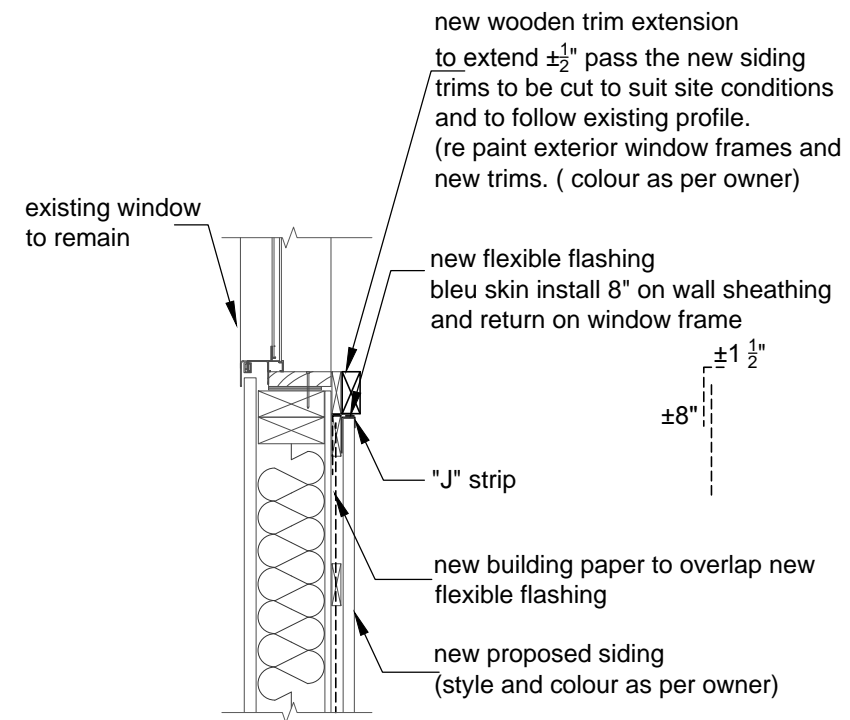 new wooden trim extension
to extend ±½" pass the new siding
trims to be cut to suit site conditions
and to follow existing profile.
(re paint exterior window frames and
new trims. ( colour as per owner)
existing window
to remain
new flexible flashing
bleu skin install 8" on wall sheathing
and return on window frame
±1 ½"
±8"
"J" strip
new building paper to overlap new
flexible flashing
new proposed siding
(style and colour as per owner)